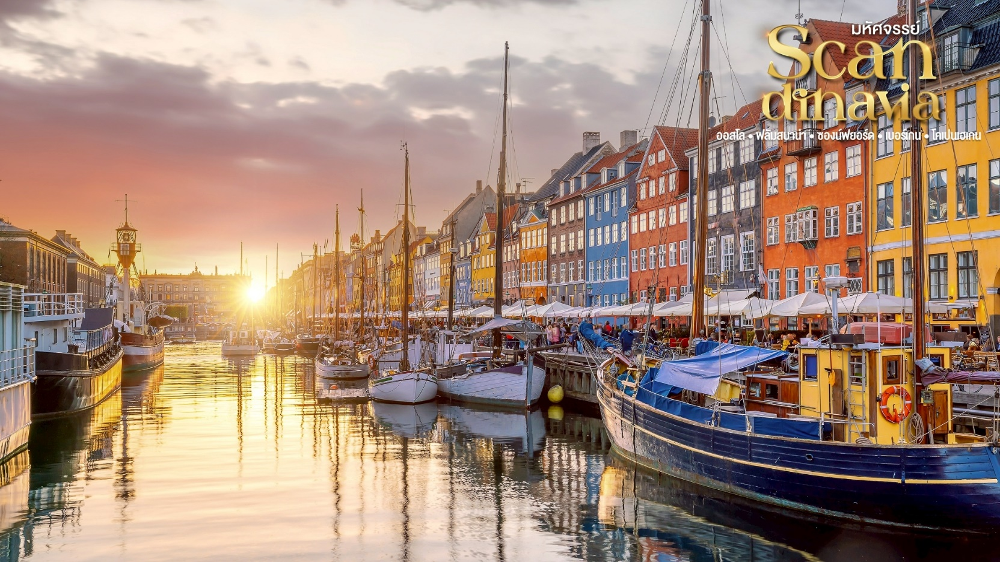 มหัศจรรย์
Scan
dinavia
ออสโล • ฟลัมสบาน่า • ซองน์ฟยอร์ด • เบอร์เกน • โคเปนเฮเกน